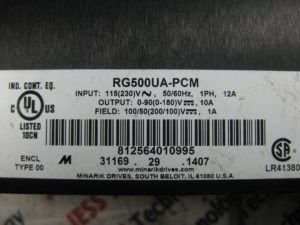 IND. CONT. EQ.
RG500UA-PCM
INPUT: 115(230)V, 50/60Hz, 1PH, 12A
OUTPUT: 0-90(0-180)V, 10A
FIELD: 100/50(200/100)V, 1A
C UL US
LISTED
10CN
812564010995
ENCL
TYPE 00
31169 . 29 . 1407
www.minarikdrives.com
MINARIK DRIVES, SOUTH BELOIT, IL 61080 U.S.A.
LR41380